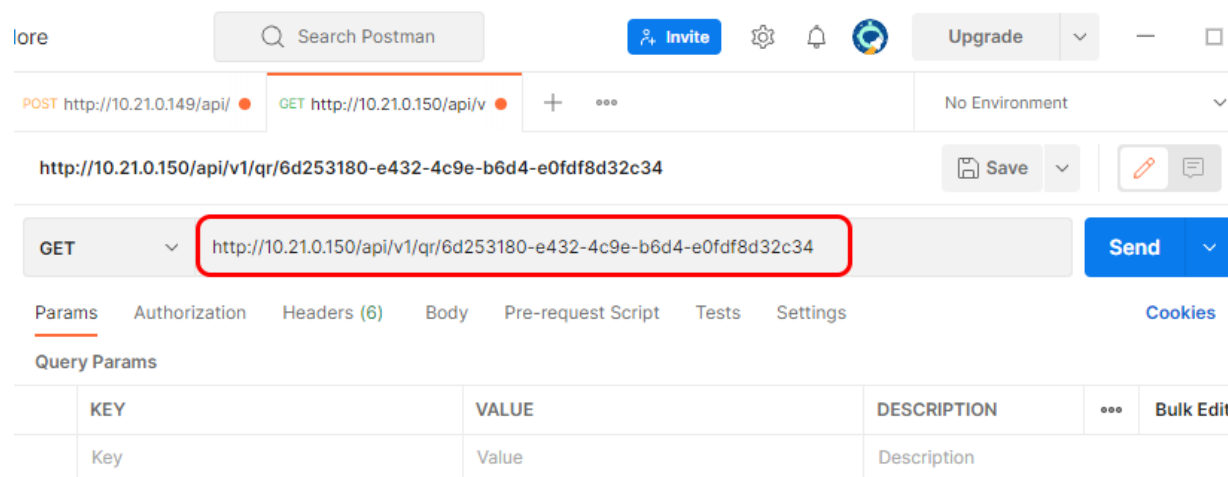 lore Search Postman Invite Upgrade
POST http://10.21.0.149/api/ GET http://10.21.0.150/api/v No Environment
http://10.21.0.150/api/v1/qr/6d253180-e432-4c9e-b6d4-e0fdf8d32c34 Save
GET http://10.21.0.150/api/v1/qr/6d253180-e432-4c9e-b6d4-e0fdf8d32c34 Send
Params Authorization Headers (6) Body Pre-request Script Tests Settings Cookies
Query Params
KEY VALUE DESCRIPTION Bulk Edit
Key Value Description